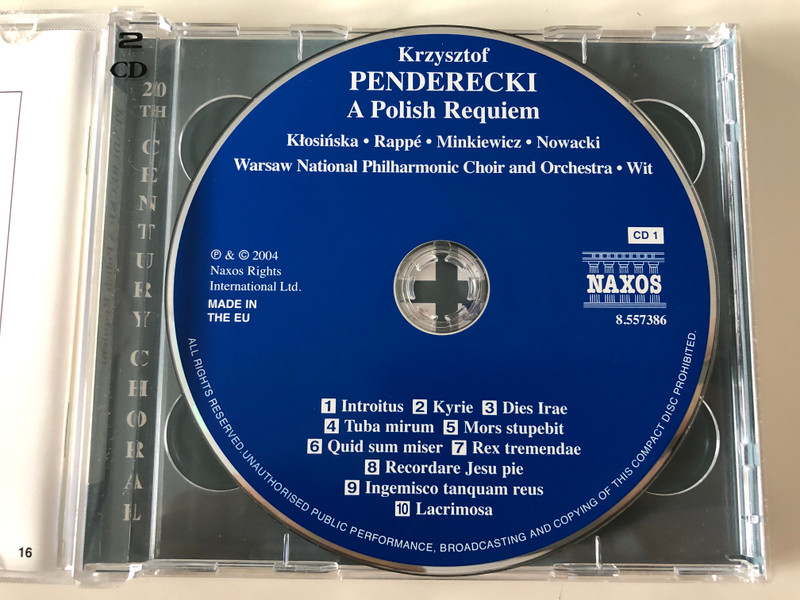 2
CD
20
TH
CENTURY CHORAL
16
Krzysztof
PENDERECKI
A Polish Requiem
Kłosińska • Rappé • Minkiewicz • Nowacki
Warsaw National Philharmonic Choir and Orchestra • Wit
℗ & © 2004
Naxos Rights
International Ltd.
MADE IN
THE EU
CD 1
NAXOS
8.557386
1 Introitus 2 Kyrie 3 Dies Irae
4 Tuba mirum 5 Mors stupebit
6 Quid sum miser 7 Rex tremendae
8 Recordare Jesu pie
9 Ingemisco tanquam reus
10 Lacrimosa
ALL RIGHTS RESERVED. UNAUTHORISED PUBLIC PERFORMANCE, BROADCASTING AND COPYING OF THIS COMPACT DISC PROHIBITED.